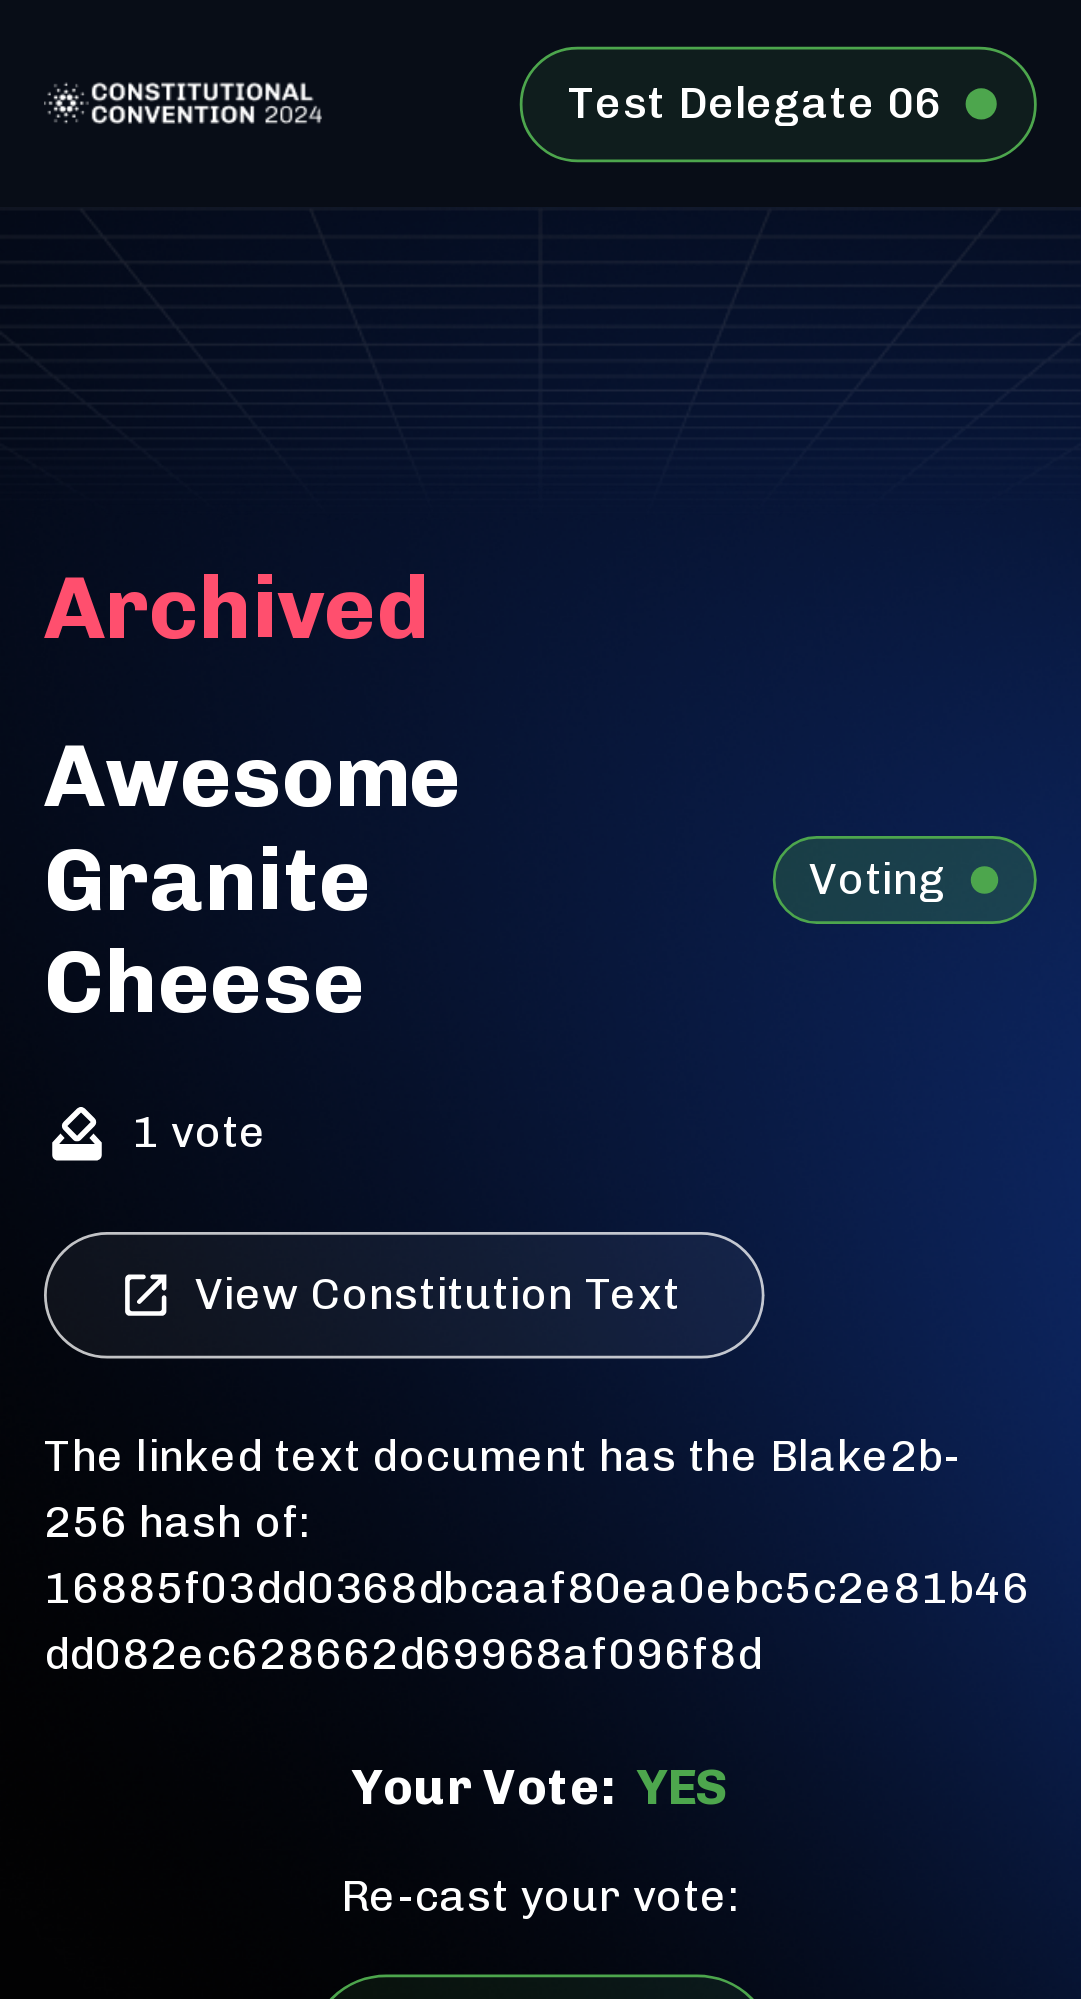 CONSTITUTIONAL
CONVENTION 2024
Test Delegate 06
Archived
Awesome
Granite
Cheese
Voting
1 vote
View Constitution Text
The linked text document has the Blake2b-
256 hash of:
16885f03dd0368dbcaaf80ea0ebc5c2e81b46
dd082ec628662d69968af096f8d
Your Vote: YES
Re-cast your vote: